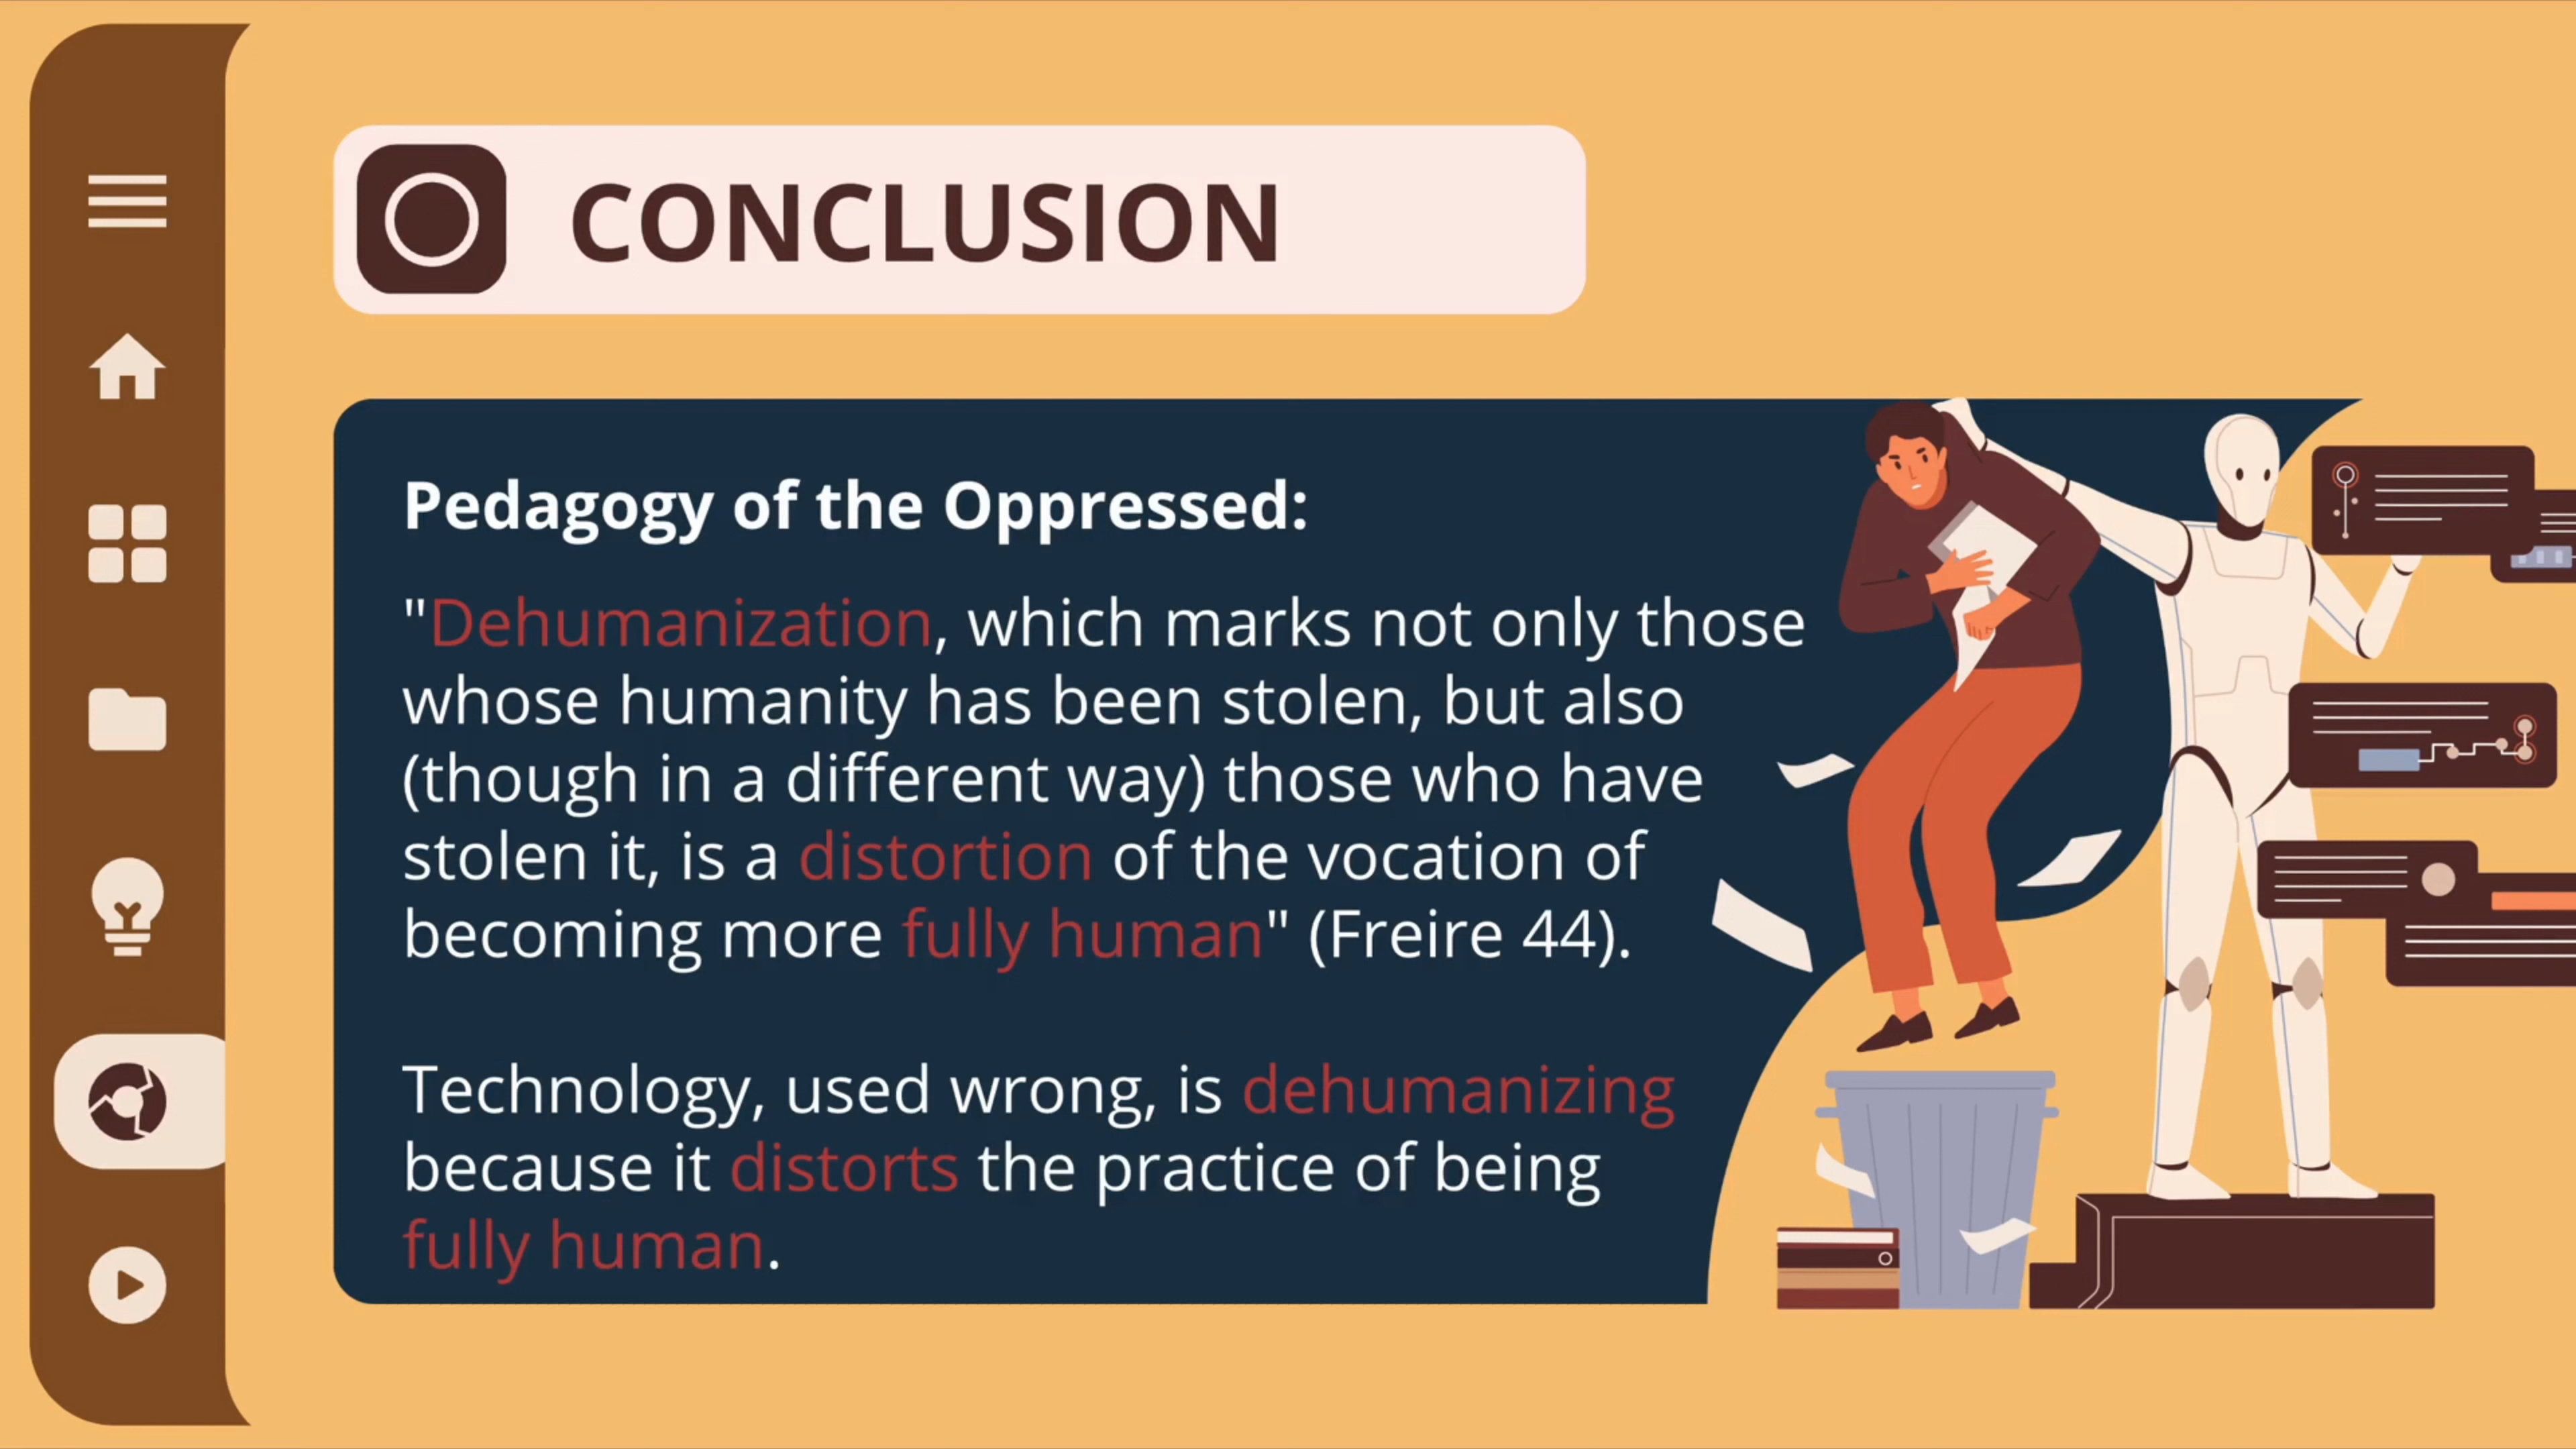 CONCLUSION
Pedagogy of the Oppressed:
"Dehumanization, which marks not only those
whose humanity has been stolen, but also
(though in a different way) those who have
stolen it, is a distortion of the vocation of
becoming more fully human" (Freire 44).
Technology, used wrong, is dehumanizing
because it distorts the practice of being
fully human.